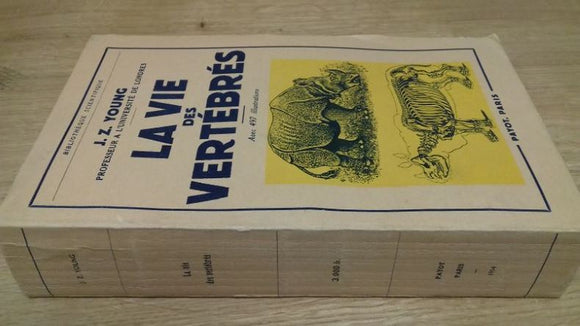 BIBLIOTHÈQUE SCIENTIFIQUE
J. Z. YOUNG
PROFESSEUR A L'UNIVERSITÉ DE LONDRES
LA VIE
DES
VERTÉBRÉS
Avec 497 illustrations
PAYOT, PARIS
J. Z. YOUNG
La vie
des vertébrés
PAYOT
PARIS
—
1954